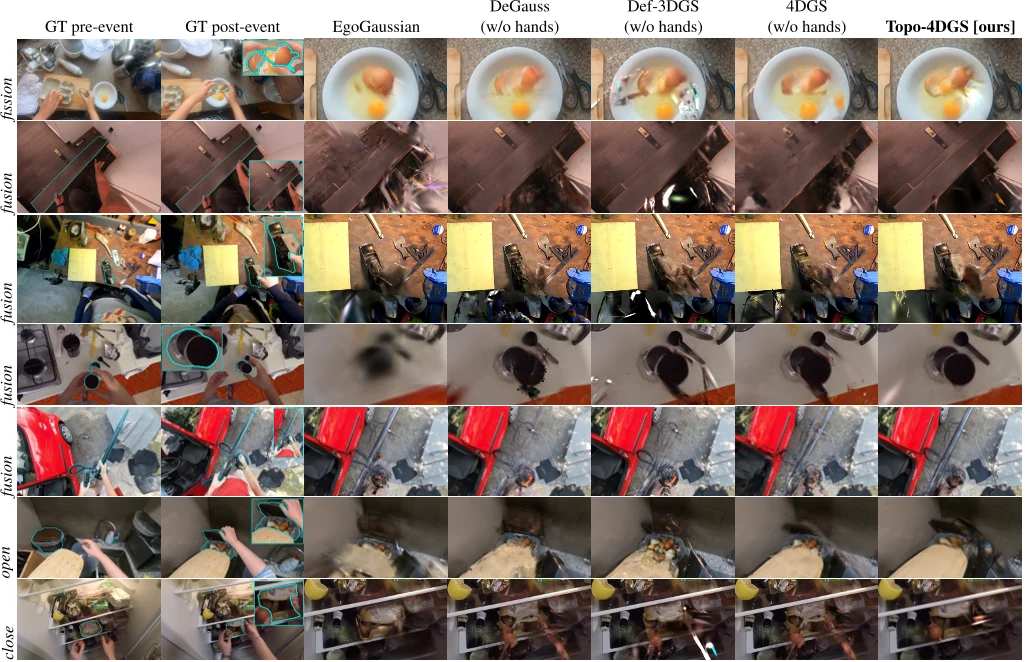 GT pre-event GT post-event EgoGaussian DeGauss (w/o hands) Def-3DGS (w/o hands) 4DGS (w/o hands) Topo-4DGS [ours]
fission
fusion
fusion
fusion
fusion
open
close